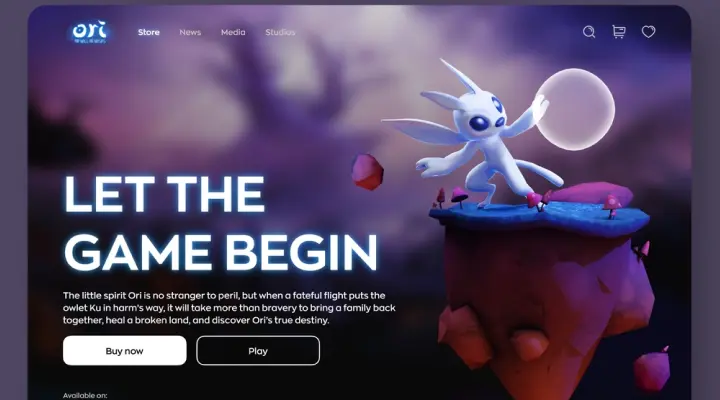 ori
Store
News
Media
Studios
LET THE
GAME BEGIN
The little spirit Ori is no stranger to peril, but when a fateful flight puts the
owlet Ku in harm's way, it will take more than bravery to bring a family back
together, heal a broken land, and discover Ori's true destiny.
Buy now
Play
Available on: